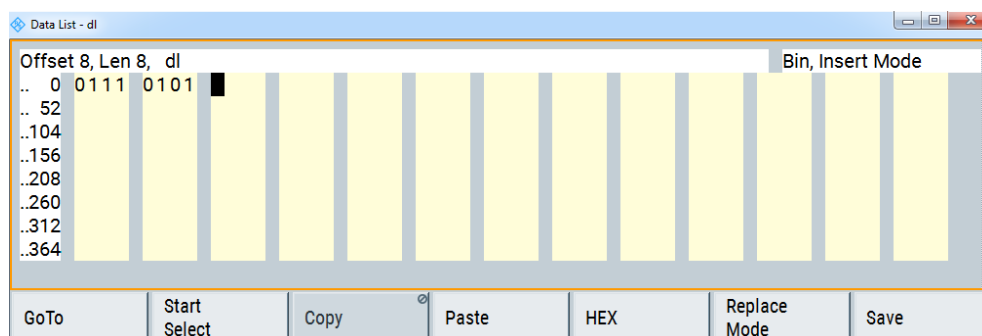 Data List - dl
Offset 8, Len 8, dl Bin, Insert Mode
.. 0 0111 0101
.. 52
..104
..156
..208
..260
..312
..364
GoTo Start Select Copy Paste HEX Replace Mode Save